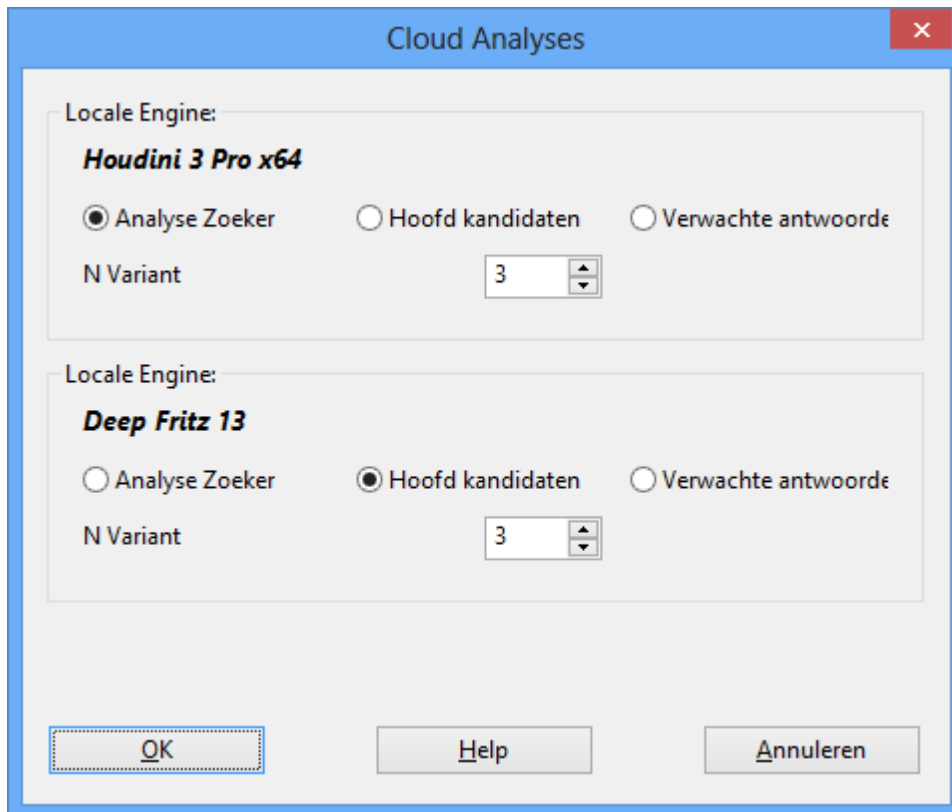 Cloud Analyses
Locale Engine:
Houdini 3 Pro x64
Analyse Zoeker Hoofd kandidaten Verwachte antwoorde
N Variant 3
Locale Engine:
Deep Fritz 13
Analyse Zoeker Hoofd kandidaten Verwachte antwoorde
N Variant 3
OK Help Annuleren